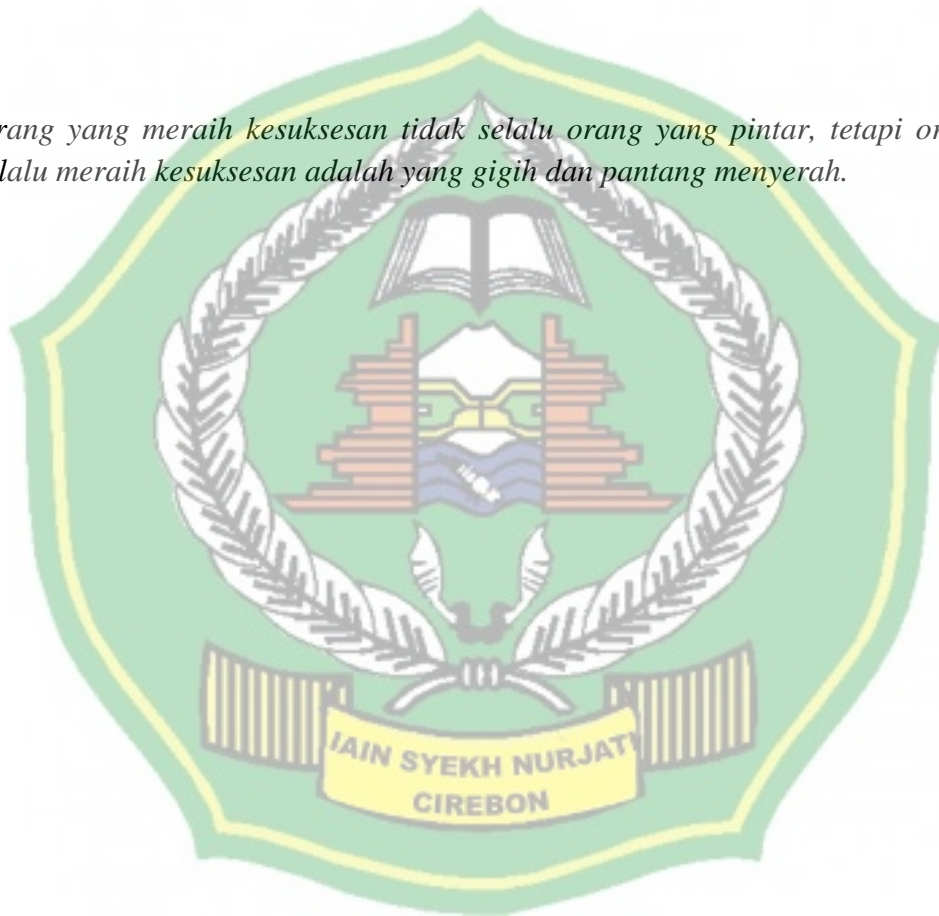 rang yang meraih kesuksesan tidak selalu orang yang pintar, tetapi or
lalu meraih kesuksesan adalah yang gigih dan pantang menyerah.
IAIN SYEKH NURJATI
CIREBON